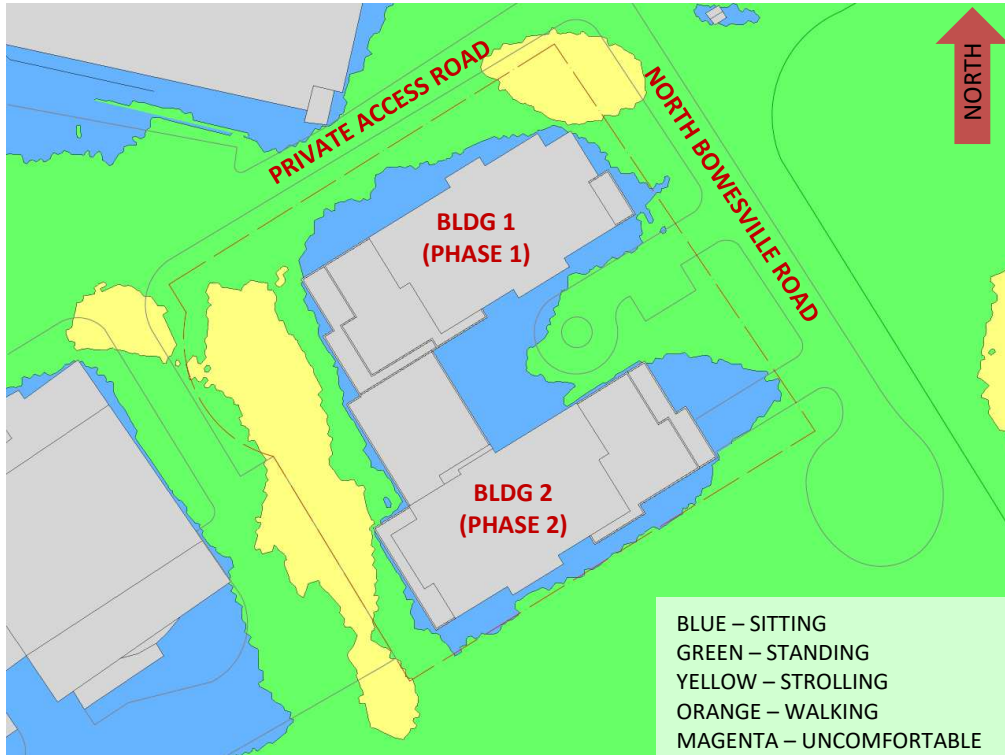 PRIVATE ACCESS ROAD
NORTH BOWESVILLE ROAD
NORTH
BLDG 1
(PHASE 1)
BLDG 2
(PHASE 2)
BLUE – SITTING
GREEN – STANDING
YELLOW – STROLLING
ORANGE – WALKING
MAGENTA – UNCOMFORTABLE